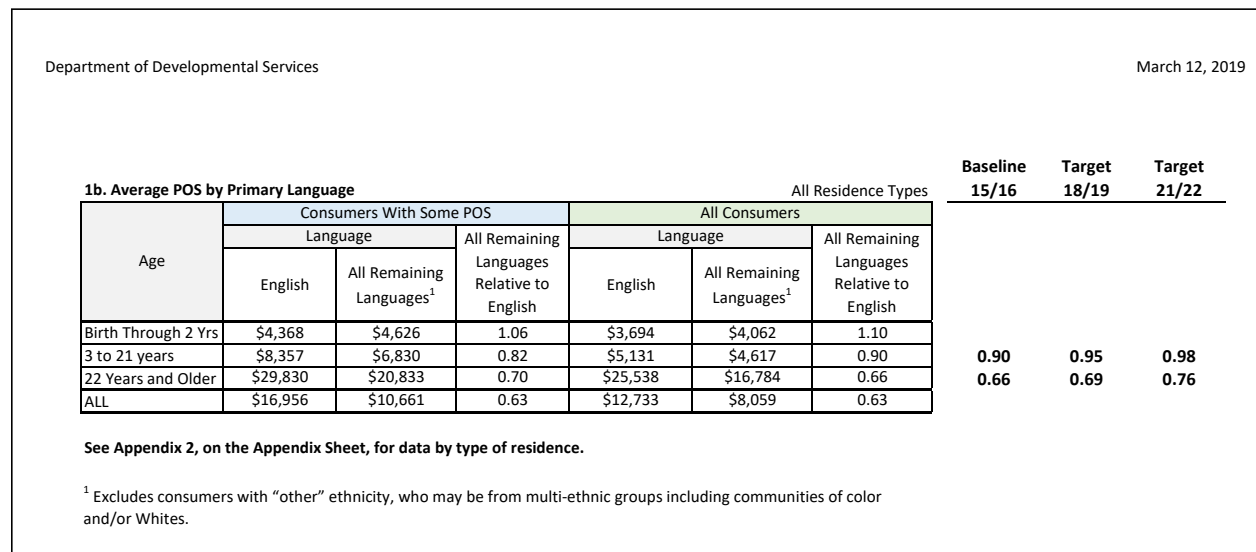 Department of Developmental Services March 12, 2019
Baseline Target Target
1b. Average POS by Primary Language All Residence Types 15/16 18/19 21/22
Age
Consumers With Some POS All Consumers
Language All Remaining Languages Relative to English Language All Remaining Languages Relative to English
English All Remaining Languages¹ English All Remaining Languages¹
Birth Through 2 Yrs $4,368 $4,626 1.06 $3,694 $4,062 1.10
3 to 21 years $8,357 $6,830 0.82 $5,131 $4,617 0.90 0.90 0.95 0.98
22 Years and Older $29,830 $20,833 0.70 $25,538 $16,784 0.66 0.66 0.69 0.76
ALL $16,956 $10,661 0.63 $12,733 $8,059 0.63
See Appendix 2, on the Appendix Sheet, for data by type of residence.
¹ Excludes consumers with “other” ethnicity, who may be from multi-ethnic groups including communities of color
and/or Whites.